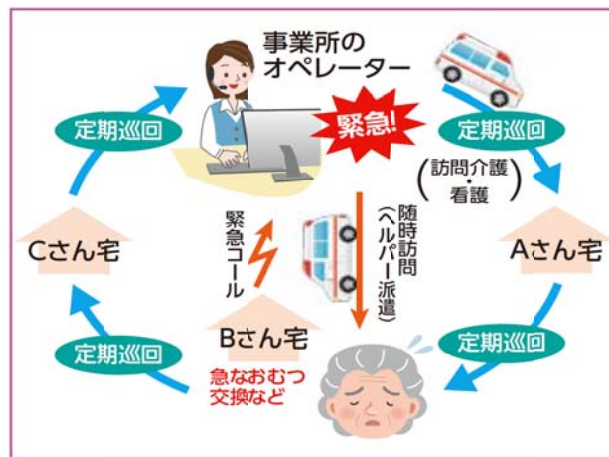 事業所の
オペレーター
緊急!
定期巡回
定期巡回
(訪問介護
・
看護)
Cさん宅
緊急コール
随時訪問
(ヘルパー派遣)
Aさん宅
Bさん宅
定期巡回
急なおむつ
交換など
定期巡回